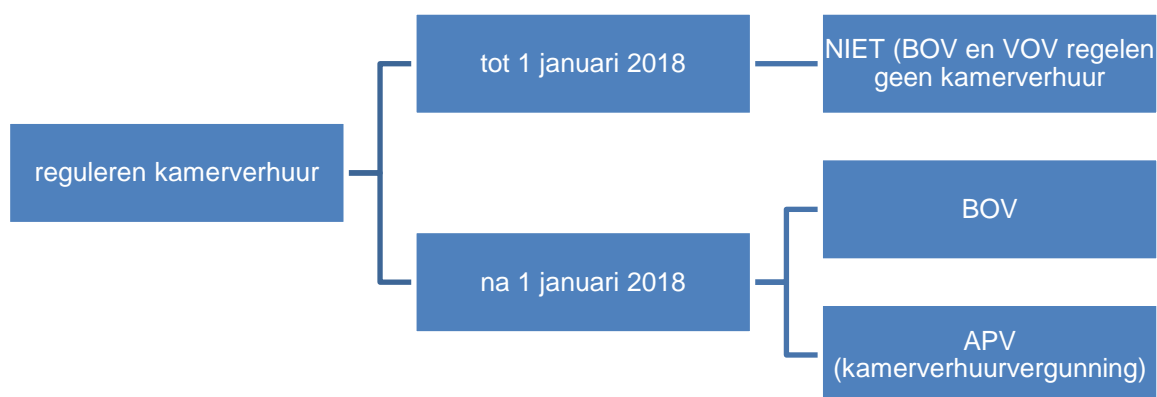 reguleren kamerverhuur
tot 1 januari 2018
NIET (BOV en VOV regelen
geen kamerverhuur
na 1 januari 2018
BOV
APV
(kamerverhuurvergunning)